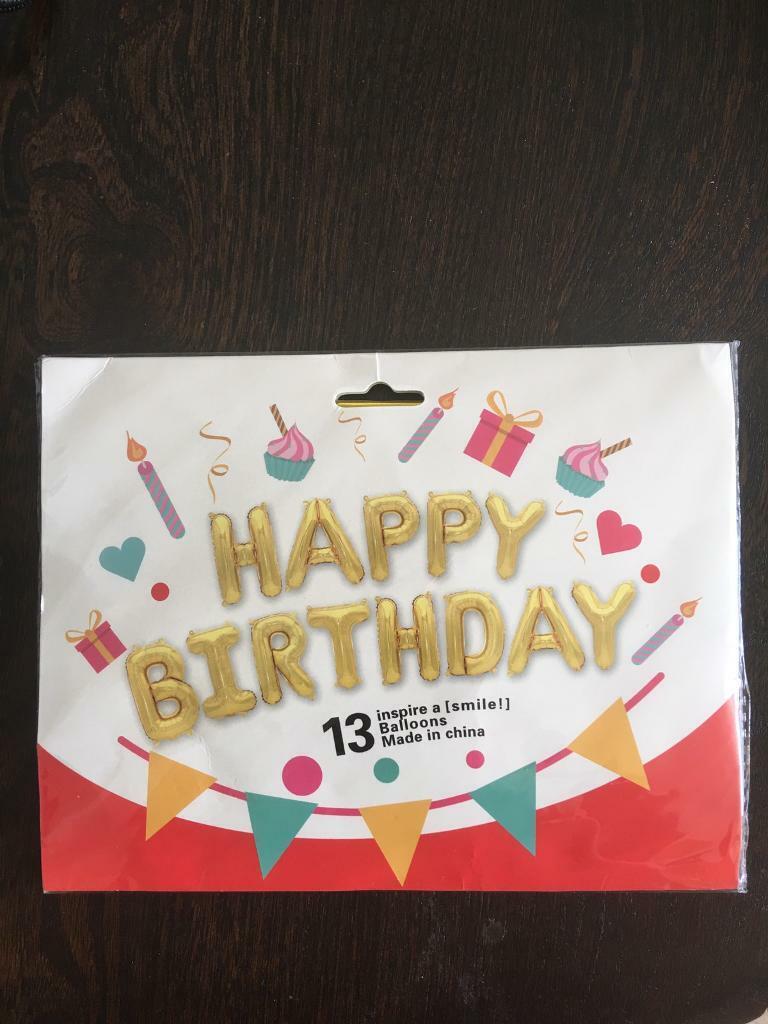 HAPPY
BIRTHDAY
13 inspire a [smile!]
Balloons
Made in china